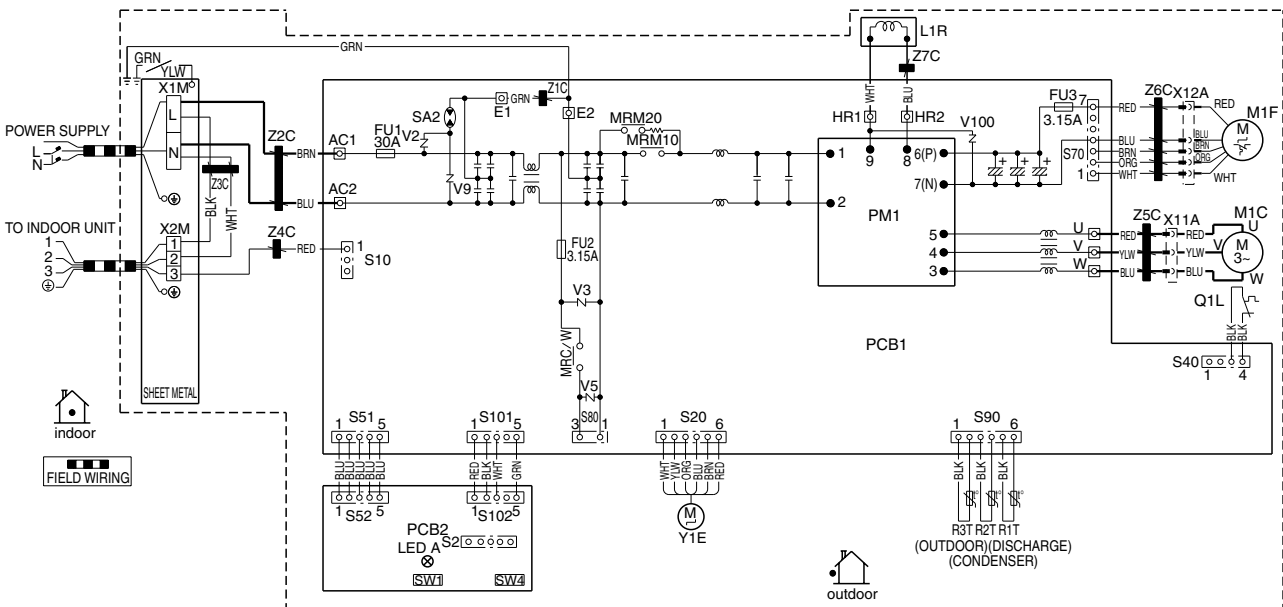 L1R
GRN
Z7C
GRN
YLW
X1M
L
N
POWER SUPPLY
L
N
Z3C
BLK
WHT
TO INDOOR UNIT
1
2
3
X2M
1
2
3
SHEET METAL
Z2C
BRN
BLU
Z4C
RED
AC1
AC2
1
S10
FU1
30A
V2
SA2
V9
E1
GRN
Z1C
E2
MRM20
MRM10
FU2
3.15A
V3
MRC/W
V5
S80
3
1
WHT
BLU
HR1
HR2
V100
1
2
9
8
6(P)
7(N)
PM1
5
4
3
PCB1
FU3
3.15A
7
S70
1
RED
BLU
BRN
ORG
WHT
Z6C
X12A
RED
BLU
BRN
ORG
WHT
M1F
M
U
V
W
RED
YLW
BLU
Z5C
X11A
RED
YLW
BLU
M1C
U
V
W
M
3~
Q1L
BLK
BLK
S40
1
4
indoor
FIELD WIRING
S51
1
5
BLU
BLU
BLU
BLU
BLU
1
5
S52
S101
1
5
RED
BLK
WHT
GRN
1
5
S102
PCB2
LED A
S2
SW1
SW4
S20
1
6
WHT
YLW
ORG
BLU
BRN
RED
M
Y1E
S90
1
6
BLK
BLK
BLK
t°
t°
t°
R3T R2T R1T
(OUTDOOR)(DISCHARGE)
(CONDENSER)
outdoor